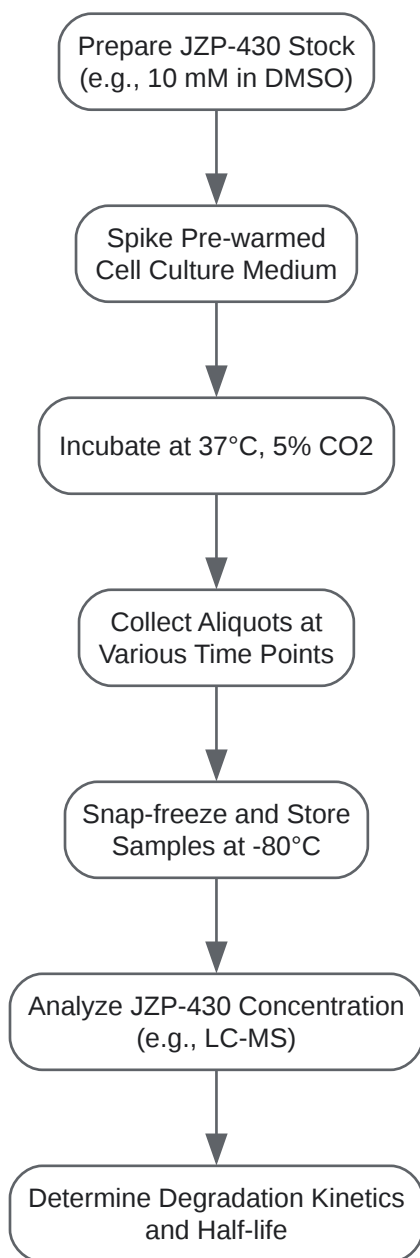 Prepare JZP-430 Stock
(e.g., 10 mM in DMSO)
Spike Pre-warmed
Cell Culture Medium
Incubate at 37°C, 5% CO2
Collect Aliquots at
Various Time Points
Snap-freeze and Store
Samples at -80°C
Analyze JZP-430 Concentration
(e.g., LC-MS)
Determine Degradation Kinetics
and Half-life